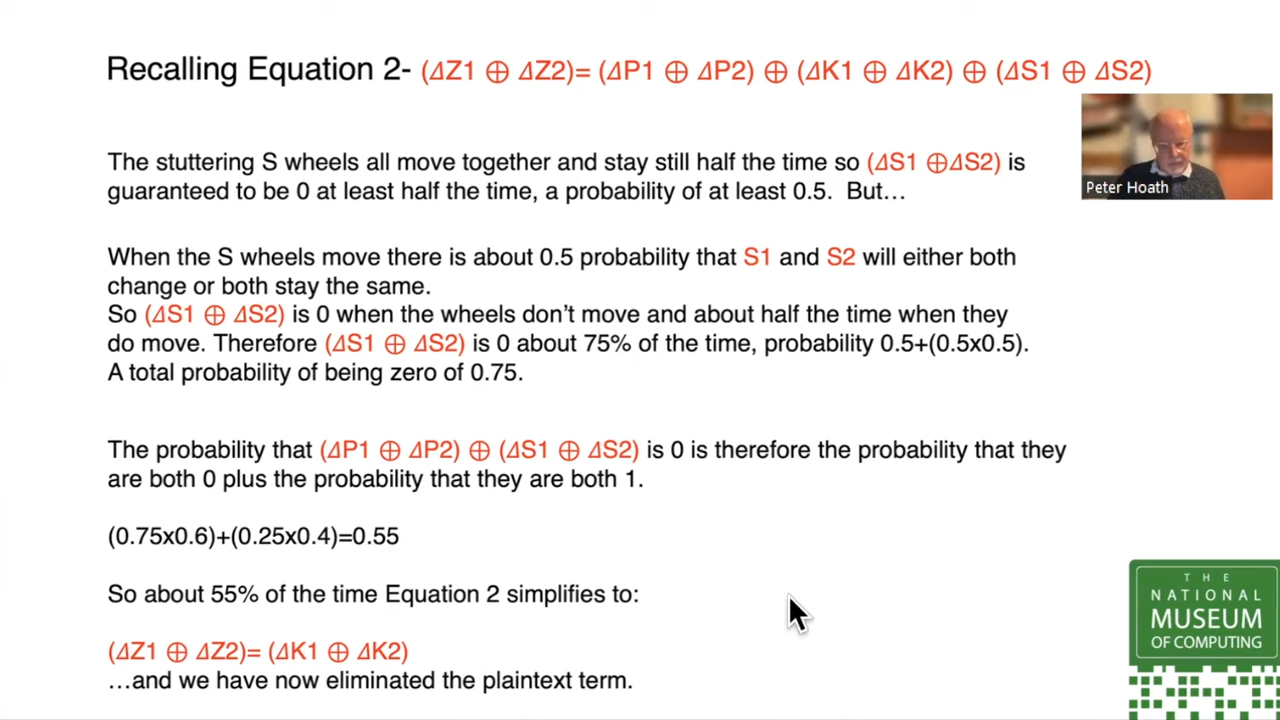 Recalling Equation 2- (ΔZ1 ⊕ ΔZ2)= (ΔP1 ⊕ ΔP2) ⊕ (ΔK1 ⊕ ΔK2) ⊕ (ΔS1 ⊕ ΔS2)
Peter Hoath
The stuttering S wheels all move together and stay still half the time so (ΔS1 ⊕ΔS2) is
guaranteed to be 0 at least half the time, a probability of at least 0.5. But…
When the S wheels move there is about 0.5 probability that S1 and S2 will either both
change or both stay the same.
So (ΔS1 ⊕ ΔS2) is 0 when the wheels don't move and about half the time when they
do move. Therefore (ΔS1 ⊕ ΔS2) is 0 about 75% of the time, probability 0.5+(0.5x0.5).
A total probability of being zero of 0.75.
The probability that (ΔP1 ⊕ ΔP2) ⊕ (ΔS1 ⊕ ΔS2) is 0 is therefore the probability that they
are both 0 plus the probability that they are both 1.
(0.75x0.6)+(0.25x0.4)=0.55
So about 55% of the time Equation 2 simplifies to:
(ΔZ1 ⊕ ΔZ2)= (ΔK1 ⊕ ΔK2)
…and we have now eliminated the plaintext term.
THE
NATIONAL
MUSEUM
OF COMPUTING